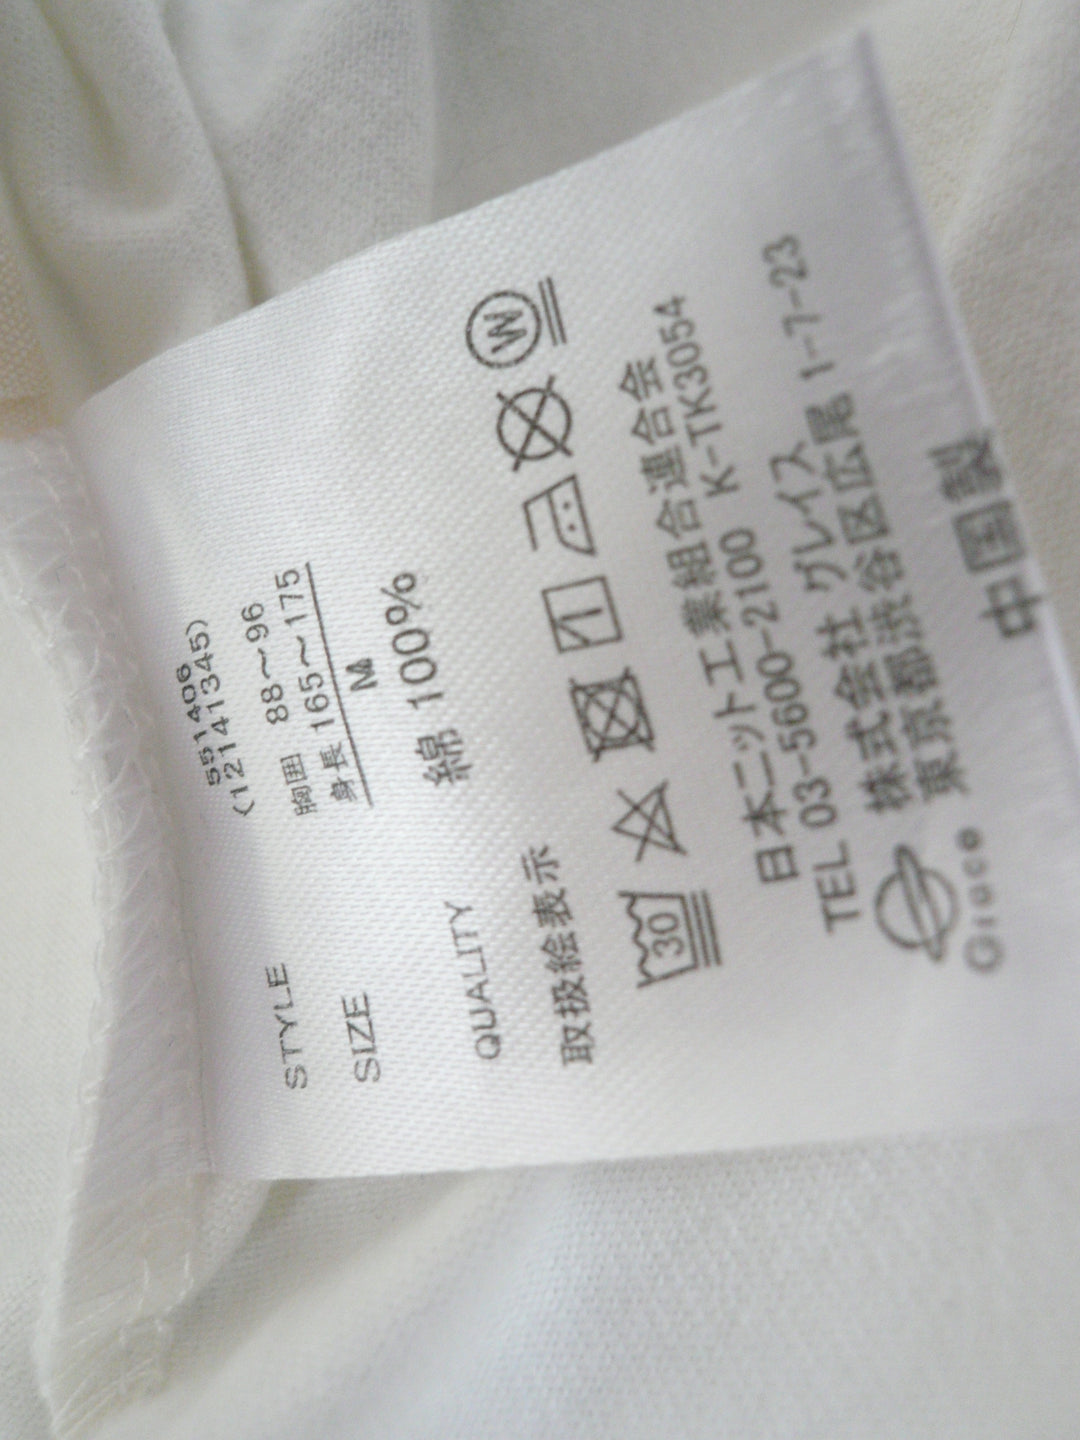 STYLE 551406
(12141345)
SIZE 胸囲 88〜96
身長 165〜175
M
QUALITY 綿 100%
取扱絵表示
30 1 W
日本ニット工業組合連合会
TEL 03-5600-2100 K-TK3054
株式会社 グレイス
東京都渋谷区広尾 1-7-23
Grace
中国製